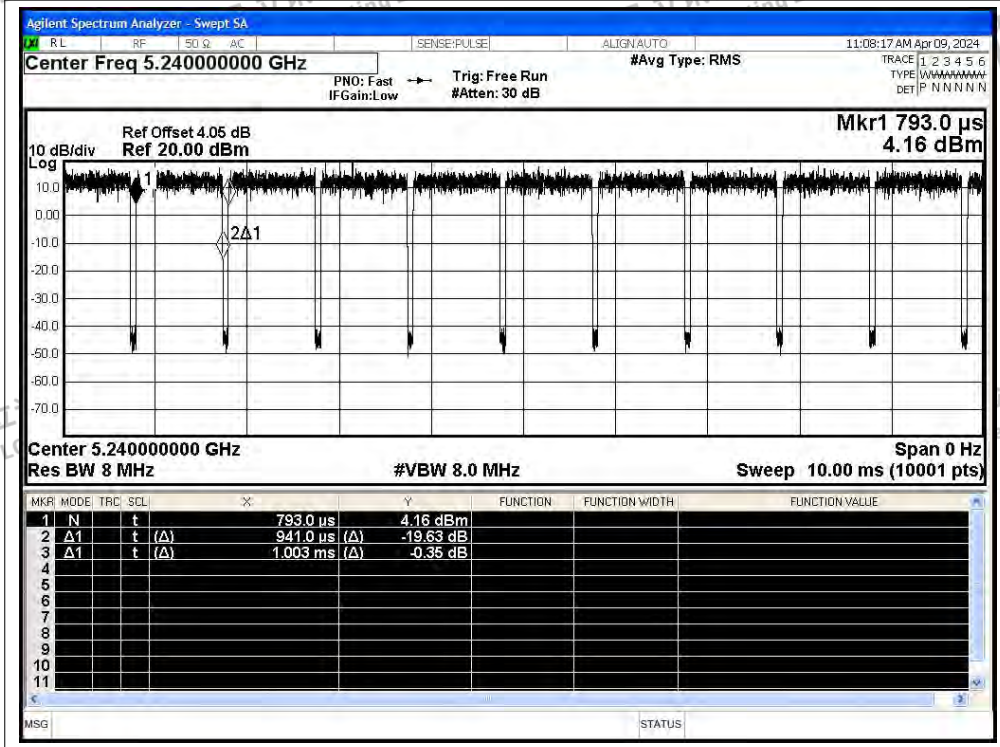 Agilent Spectrum Analyzer - Swept SA
LXI RL RF 50 Ω AC SENSE:PULSE ALIGN AUTO 11:08:17 AM Apr 09, 2024
Center Freq 5.240000000 GHz #Avg Type: RMS TRACE 1 2 3 4 5 6
PNO: Fast Trig: Free Run TYPE WWWWWW
IFGain:Low #Atten: 30 dB DET P N N N N N
Mkr1 793.0 µs
Ref Offset 4.05 dB
10 dB/div Ref 20.00 dBm 4.16 dBm
Log
10.0
1
0.00
2Δ1
-10.0
-20.0
-30.0
-40.0
-50.0
-60.0
-70.0
Center 5.240000000 GHz Span 0 Hz
Res BW 8 MHz #VBW 8.0 MHz Sweep 10.00 ms (10001 pts)
MKR MODE TRC SCL X Y FUNCTION FUNCTION WIDTH FUNCTION VALUE
1 N t 793.0 µs 4.16 dBm
2 Δ1 t (Δ) 941.0 µs (Δ) -19.63 dB
3 Δ1 t (Δ) 1.003 ms (Δ) -0.35 dB
4
5
6
7
8
9
10
11
MSG STATUS